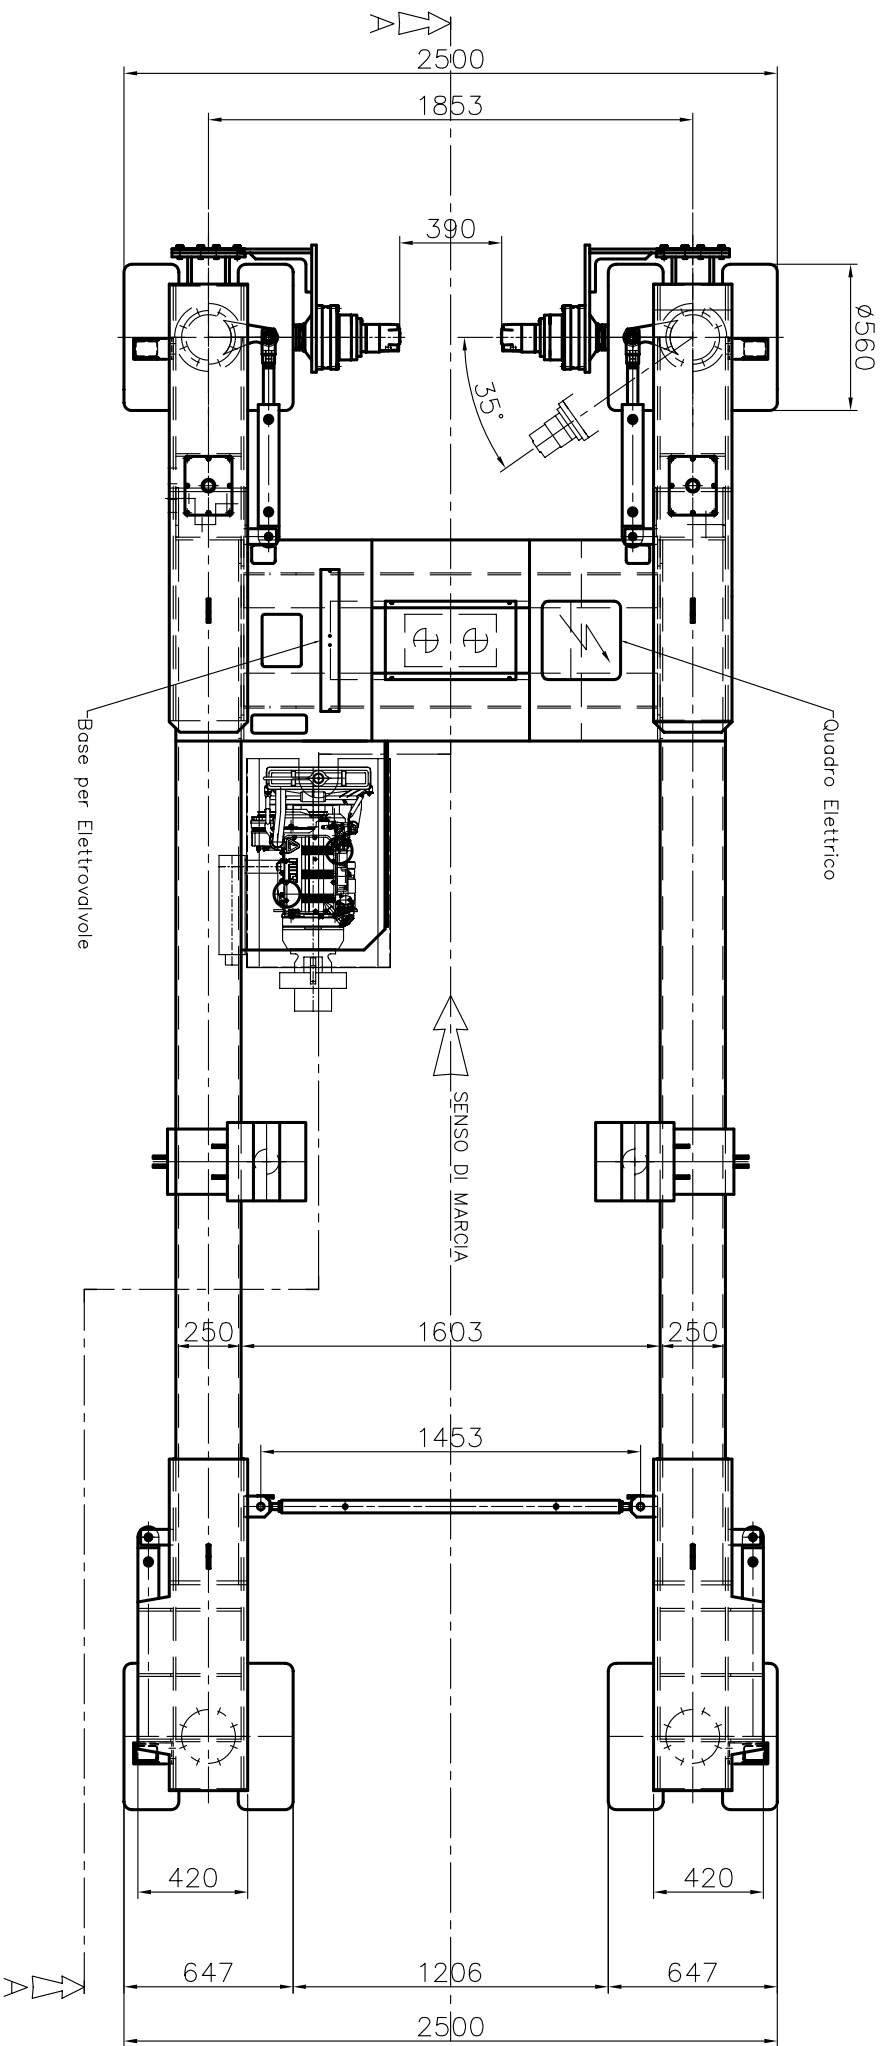 A
2500
1853
390
Ø560
35°
Quadro Elettrico
Base per Elettrovalvole
SENSO DI MARCIA
250
1603
250
1453
420
420
647
1206
647
2500
A